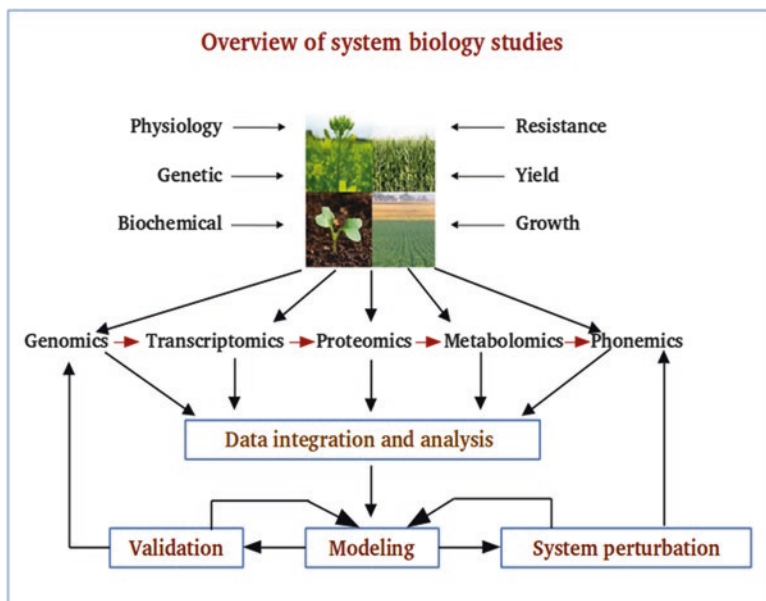 Overview of system biology studies
Physiology
Resistance
Genetic
Yield
Biochemical
Growth
Genomics Transcriptomics Proteomics Metabolomics Phonemics
Data integration and analysis
Validation Modeling System perturbation